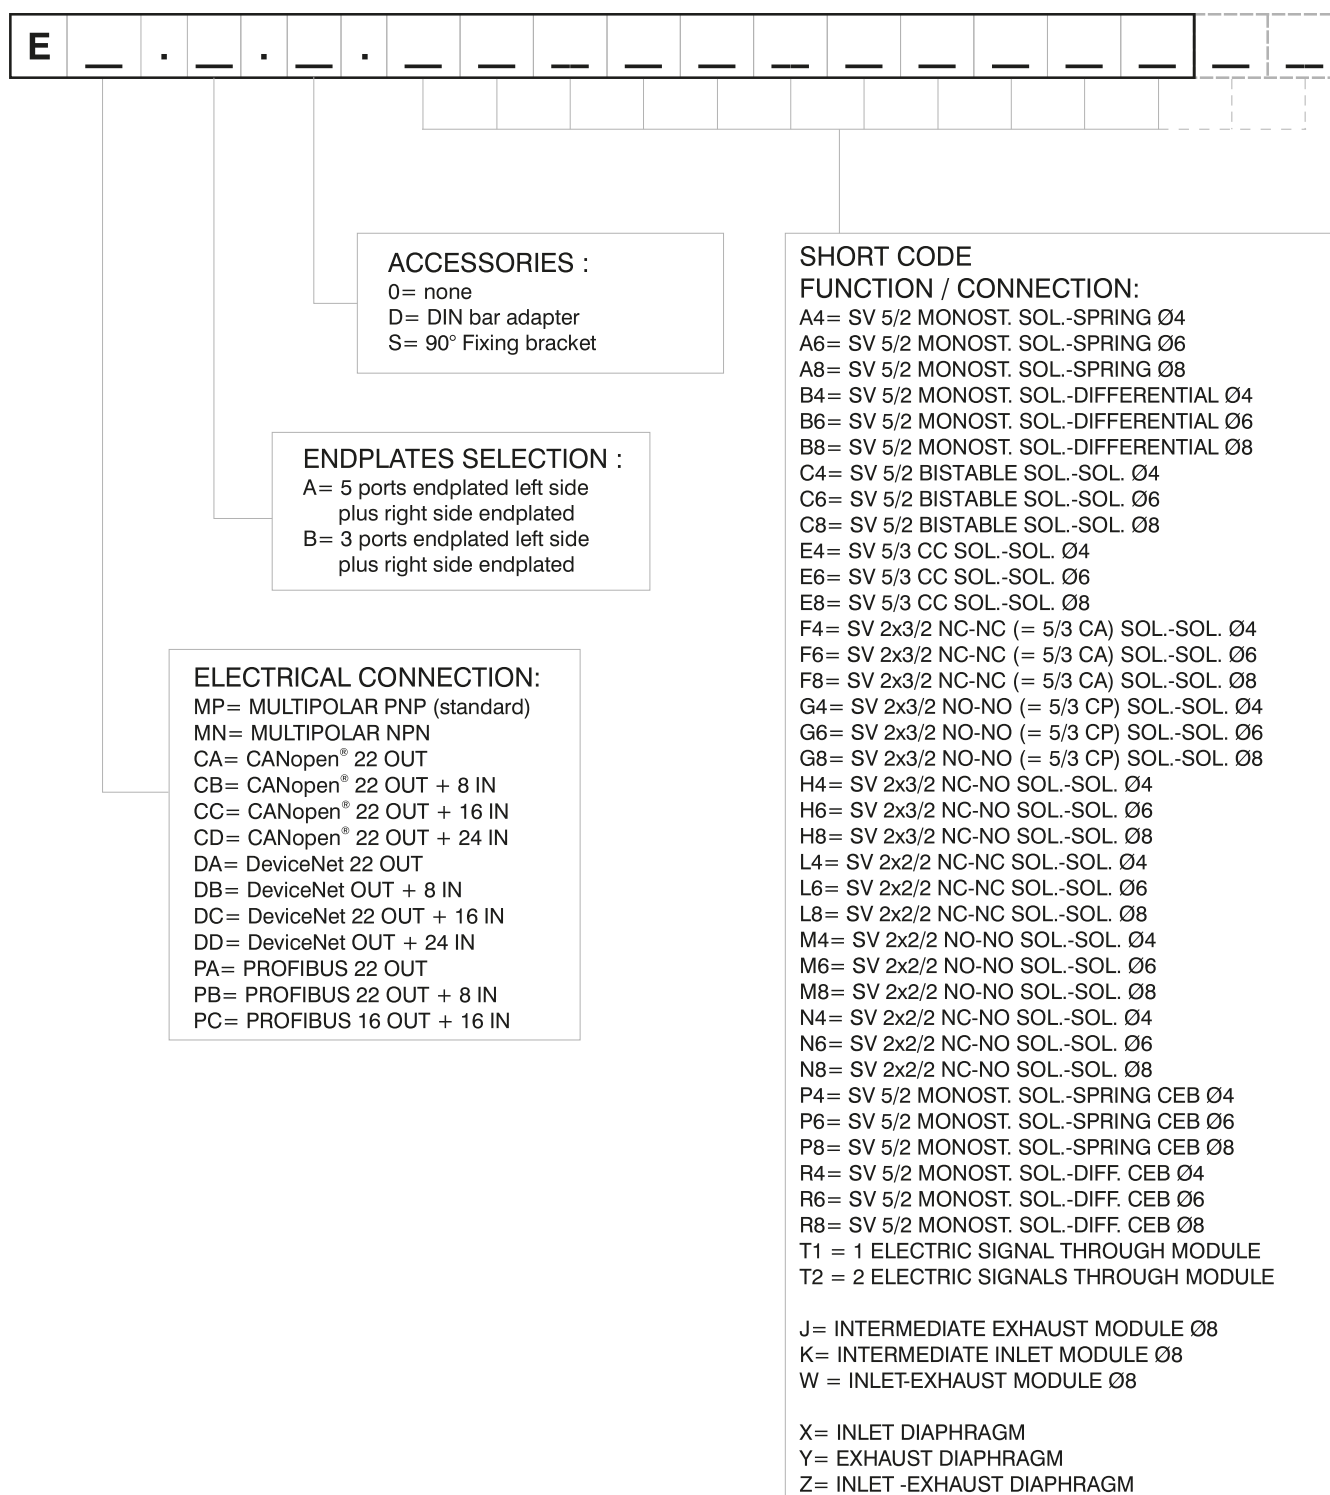 E __ . __ . __ . __ __ __ __ __ __ __ __ __ __ __ __ __
ACCESSORIES :
0= none
D= DIN bar adapter
S= 90° Fixing bracket
ENDPLATES SELECTION :
A= 5 ports endplated left side
plus right side endplated
B= 3 ports endplated left side
plus right side endplated
ELECTRICAL CONNECTION:
MP= MULTIPOLAR PNP (standard)
MN= MULTIPOLAR NPN
CA= CANopen® 22 OUT
CB= CANopen® 22 OUT + 8 IN
CC= CANopen® 22 OUT + 16 IN
CD= CANopen® 22 OUT + 24 IN
DA= DeviceNet 22 OUT
DB= DeviceNet OUT + 8 IN
DC= DeviceNet 22 OUT + 16 IN
DD= DeviceNet OUT + 24 IN
PA= PROFIBUS 22 OUT
PB= PROFIBUS 22 OUT + 8 IN
PC= PROFIBUS 16 OUT + 16 IN
SHORT CODE
FUNCTION / CONNECTION:
A4= SV 5/2 MONOST. SOL.-SPRING Ø4
A6= SV 5/2 MONOST. SOL.-SPRING Ø6
A8= SV 5/2 MONOST. SOL.-SPRING Ø8
B4= SV 5/2 MONOST. SOL.-DIFFERENTIAL Ø4
B6= SV 5/2 MONOST. SOL.-DIFFERENTIAL Ø6
B8= SV 5/2 MONOST. SOL.-DIFFERENTIAL Ø8
C4= SV 5/2 BISTABLE SOL.-SOL. Ø4
C6= SV 5/2 BISTABLE SOL.-SOL. Ø6
C8= SV 5/2 BISTABLE SOL.-SOL. Ø8
E4= SV 5/3 CC SOL.-SOL. Ø4
E6= SV 5/3 CC SOL.-SOL. Ø6
E8= SV 5/3 CC SOL.-SOL. Ø8
F4= SV 2x3/2 NC-NC (= 5/3 CA) SOL.-SOL. Ø4
F6= SV 2x3/2 NC-NC (= 5/3 CA) SOL.-SOL. Ø6
F8= SV 2x3/2 NC-NC (= 5/3 CA) SOL.-SOL. Ø8
G4= SV 2x3/2 NO-NO (= 5/3 CP) SOL.-SOL. Ø4
G6= SV 2x3/2 NO-NO (= 5/3 CP) SOL.-SOL. Ø6
G8= SV 2x3/2 NO-NO (= 5/3 CP) SOL.-SOL. Ø8
H4= SV 2x3/2 NC-NO SOL.-SOL. Ø4
H6= SV 2x3/2 NC-NO SOL.-SOL. Ø6
H8= SV 2x3/2 NC-NO SOL.-SOL. Ø8
L4= SV 2x2/2 NC-NC SOL.-SOL. Ø4
L6= SV 2x2/2 NC-NC SOL.-SOL. Ø6
L8= SV 2x2/2 NC-NC SOL.-SOL. Ø8
M4= SV 2x2/2 NO-NO SOL.-SOL. Ø4
M6= SV 2x2/2 NO-NO SOL.-SOL. Ø6
M8= SV 2x2/2 NO-NO SOL.-SOL. Ø8
N4= SV 2x2/2 NC-NO SOL.-SOL. Ø4
N6= SV 2x2/2 NC-NO SOL.-SOL. Ø6
N8= SV 2x2/2 NC-NO SOL.-SOL. Ø8
P4= SV 5/2 MONOST. SOL.-SPRING CEB Ø4
P6= SV 5/2 MONOST. SOL.-SPRING CEB Ø6
P8= SV 5/2 MONOST. SOL.-SPRING CEB Ø8
R4= SV 5/2 MONOST. SOL.-DIFF. CEB Ø4
R6= SV 5/2 MONOST. SOL.-DIFF. CEB Ø6
R8= SV 5/2 MONOST. SOL.-DIFF. CEB Ø8
T1 = 1 ELECTRIC SIGNAL THROUGH MODULE
T2 = 2 ELECTRIC SIGNALS THROUGH MODULE
J= INTERMEDIATE EXHAUST MODULE Ø8
K= INTERMEDIATE INLET MODULE Ø8
W = INLET-EXHAUST MODULE Ø8
X= INLET DIAPHRAGM
Y= EXHAUST DIAPHRAGM
Z= INLET -EXHAUST DIAPHRAGM